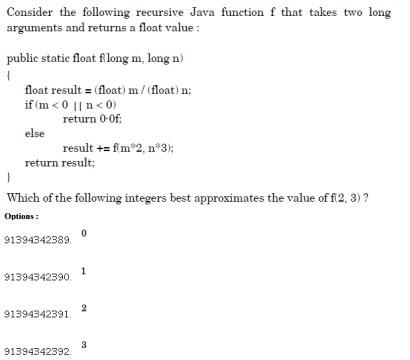 Consider the following recursive Java function f that takes two long
arguments and returns a float value :
public static float f(long m, long n)
{
float result = (float) m / (float) n;
if (m < 0 || n < 0)
return 0·0f;
else
result += f(m*2, n*3);
return result;
}
Which of the following integers best approximates the value of f(2, 3) ?
Options :
91394342389. 0
91394342390. 1
91394342391. 2
91394342392. 3